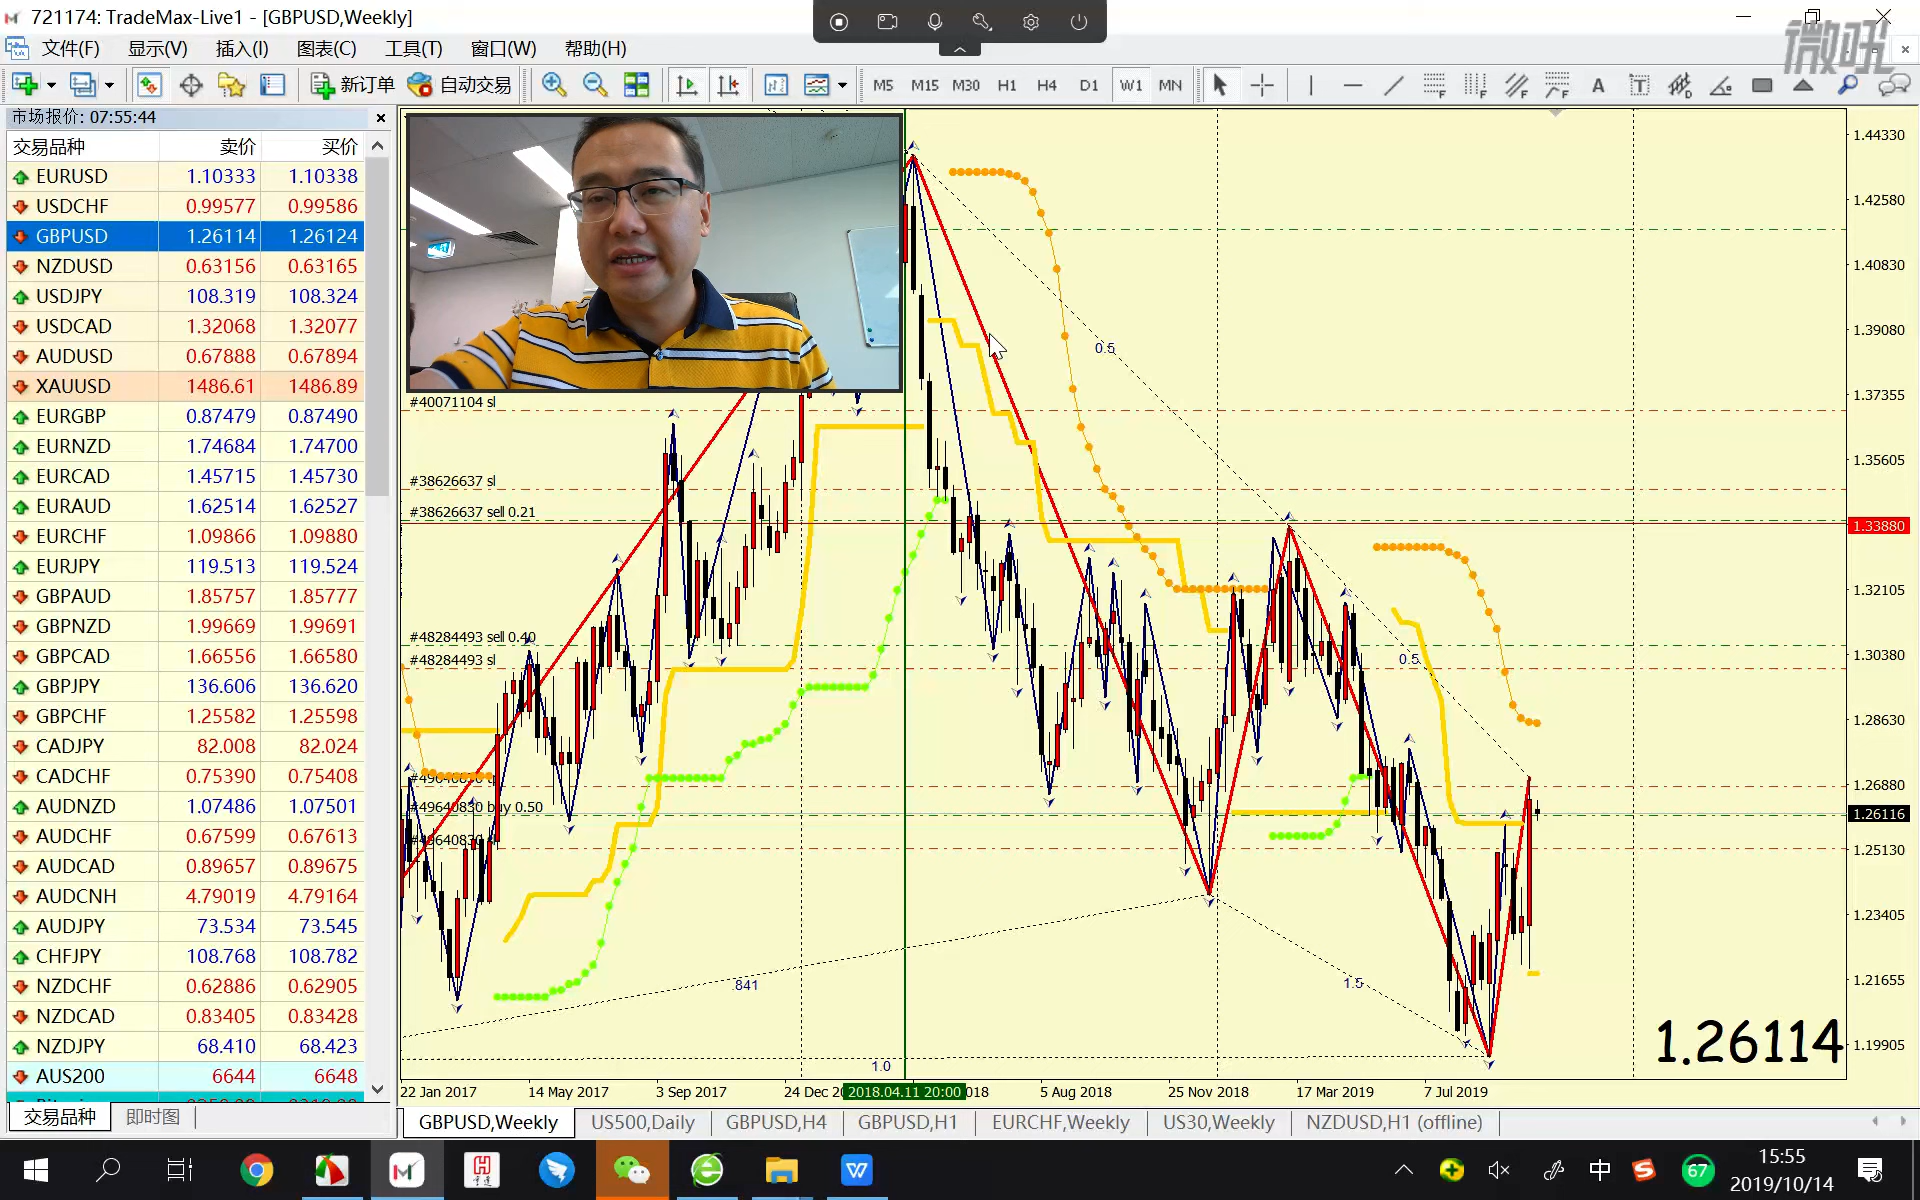 721174: TradeMax-Live1 - [GBPUSD,Weekly]
微吼
文件(F) 显示(V) 插入(I) 图表(C) 工具(T) 窗口(W) 帮助(H)
新订单 自动交易 M5 M15 M30 H1 H4 D1 W1 MN
市场报价: 07:55:44
交易品种 卖价 买价
EURUSD 1.10333 1.10338
USDCHF 0.99577 0.99586
GBPUSD 1.26114 1.26124
NZDUSD 0.63156 0.63165
USDJPY 108.319 108.324
USDCAD 1.32068 1.32077
AUDUSD 0.67888 0.67894
XAUUSD 1486.61 1486.89
EURGBP 0.87479 0.87490
EURNZD 1.74684 1.74700
EURCAD 1.45715 1.45730
EURAUD 1.62514 1.62527
EURCHF 1.09866 1.09880
EURJPY 119.513 119.524
GBPAUD 1.85757 1.85777
GBPNZD 1.99669 1.99691
GBPCAD 1.66556 1.66580
GBPJPY 136.606 136.620
GBPCHF 1.25582 1.25598
CADJPY 82.008 82.024
CADCHF 0.75390 0.75408
AUDNZD 1.07486 1.07501
AUDCHF 0.67599 0.67613
AUDCAD 0.89657 0.89675
AUDCNH 4.79019 4.79164
AUDJPY 73.534 73.545
CHFJPY 108.768 108.782
NZDCHF 0.62886 0.62905
NZDCAD 0.83405 0.83428
NZDJPY 68.410 68.423
AUS200 6644 6648
交易品种 即时图
#40071104 sl
#38626637 sl
#38626637 sell 0.21
#48284493 sell 0.40
#48284493 sl
#49640830
#49640830 buy 0.50
#49640830 sl
0.5
0.5
.841
1.5
1.0
1.44330
1.42580
1.40830
1.39080
1.37355
1.35605
1.33880
1.32105
1.30380
1.28630
1.26880
1.26116
1.25130
1.23405
1.21655
1.19905
1.26114
22 Jan 2017 14 May 2017 3 Sep 2017 24 Dec 2018.04.11 20:00 018 5 Aug 2018 25 Nov 2018 17 Mar 2019 7 Jul 2019
GBPUSD,Weekly US500,Daily GBPUSD,H4 GBPUSD,H1 EURCHF,Weekly US30,Weekly NZDUSD,H1 (offline)
中 67 15:55
2019/10/14